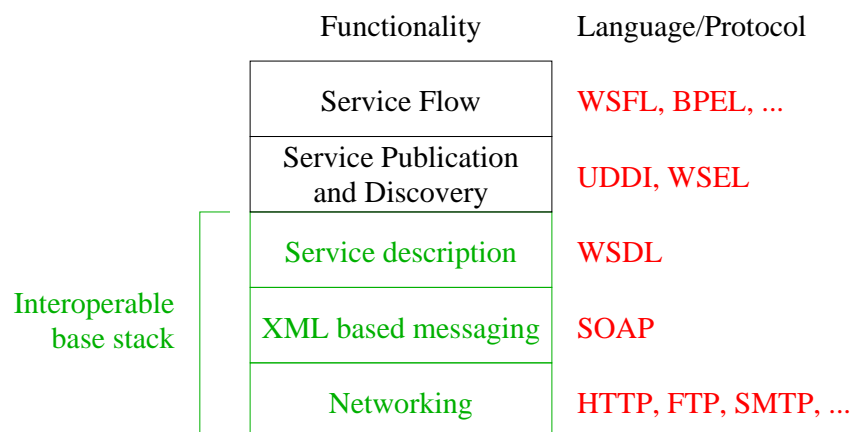 Functionality Language/Protocol
Service Flow WSFL, BPEL, ...
Service Publication
and Discovery
UDDI, WSEL
Service description WSDL
Interoperable
base stack
XML based messaging SOAP
Networking HTTP, FTP, SMTP, ...